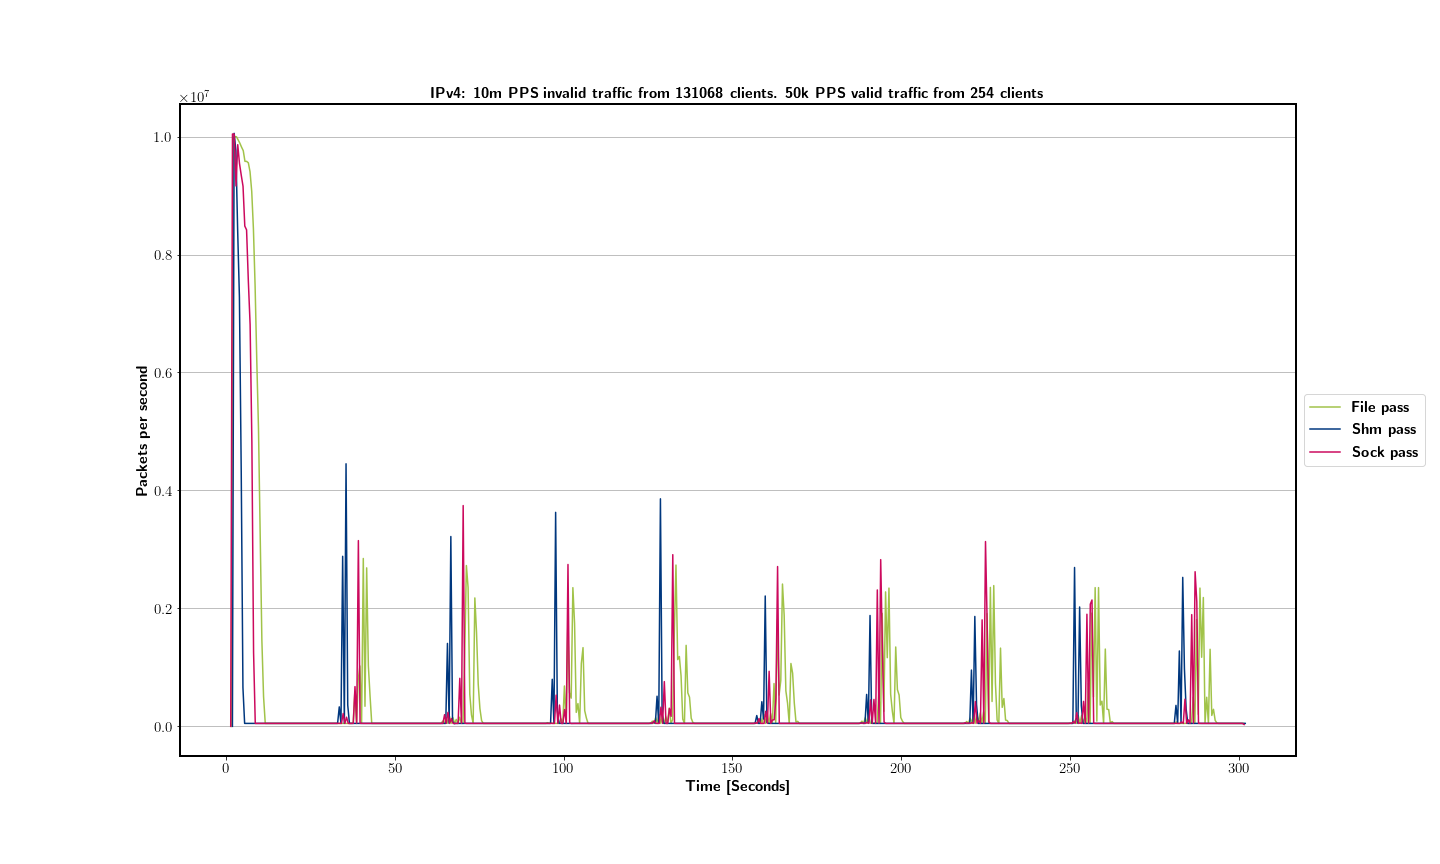 IPv4: 10m PPS invalid traffic from 131068 clients. 50k PPS valid traffic from 254 clients
×10⁷
1.0
0.8
0.6
0.4
0.2
0.0
Packets per second
0 50 100 150 200 250 300
Time [Seconds]
File pass
Shm pass
Sock pass